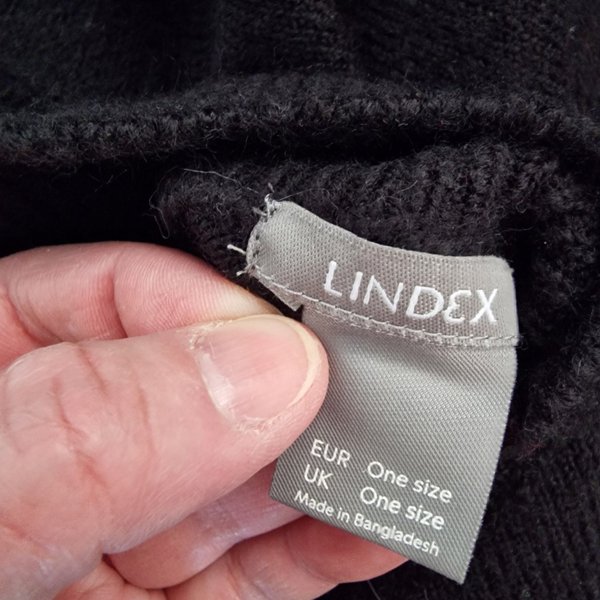 LINDEX
EUR One size
UK One size
Made in Bangladesh